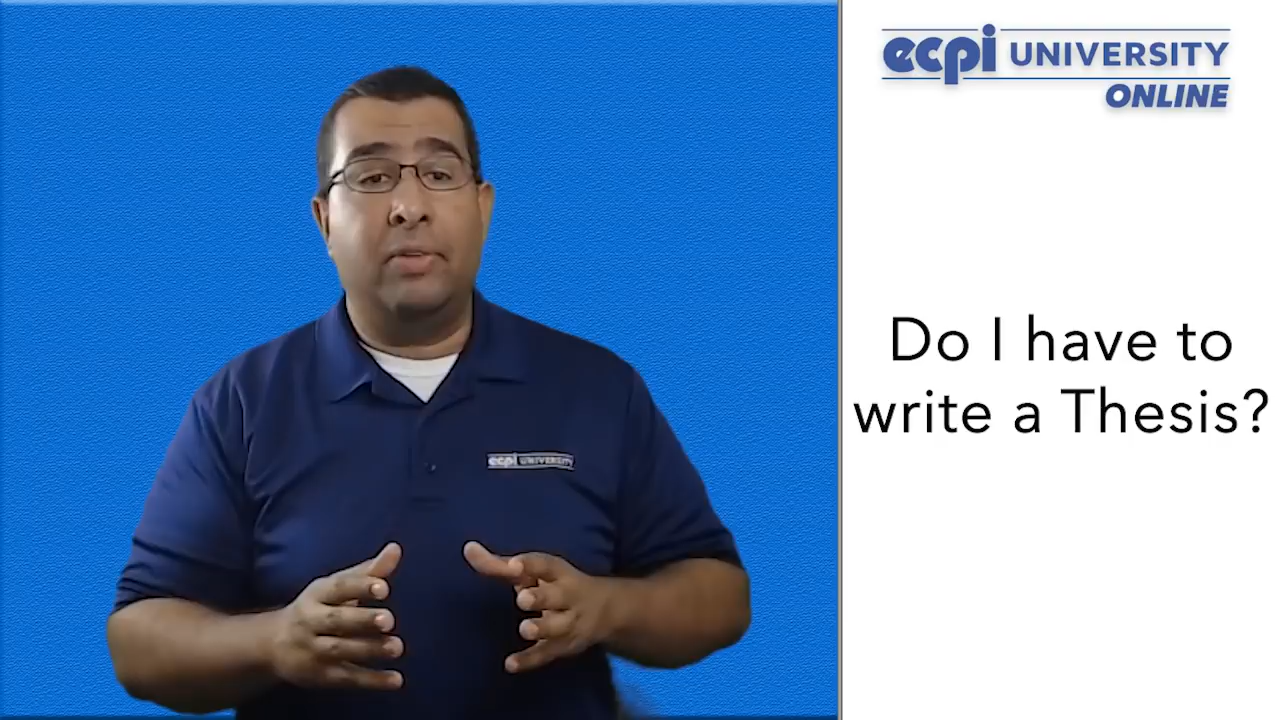 ecpi UNIVERSITY
ONLINE
Do I have to
write a Thesis?
ecpi UNIVERSITY